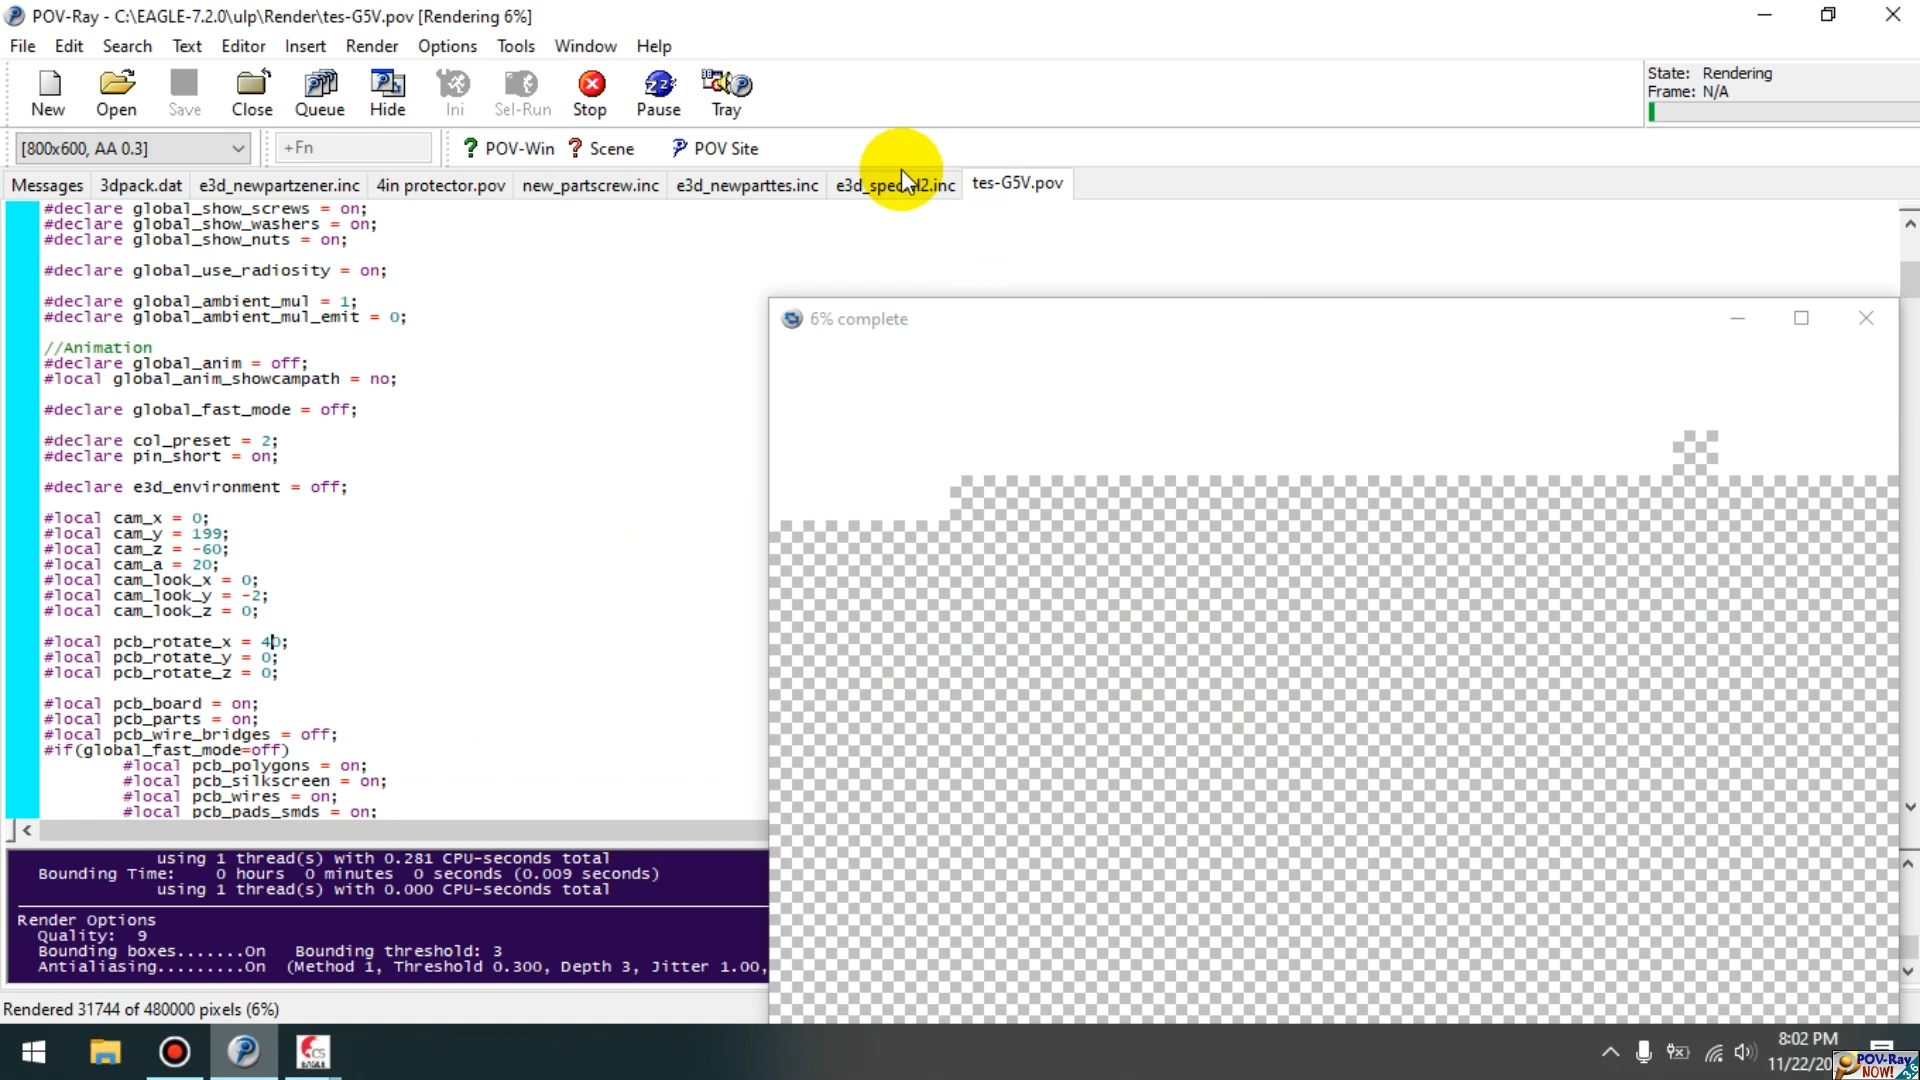 POV-Ray - C:\EAGLE-7.2.0\ulp\Render\tes-G5V.pov [Rendering 6%]
File Edit Search Text Editor Insert Render Options Tools Window Help
New Open Save Close Queue Hide Ini Sel-Run Stop Pause Tray
State: Rendering
Frame: N/A
[800x600, AA 0.3] +Fn POV-Win Scene POV Site
Messages 3dpack.dat e3d_newpartzener.inc 4in protector.pov new_partscrew.inc e3d_newparttes.inc tes-G5V.pov
#declare global_show_screws = on;
#declare global_show_washers = on;
#declare global_show_nuts = on;
#declare global_use_radiosity = on;
#declare global_ambient_mul = 1;
#declare global_ambient_mul_emit = 0;
//Animation
#declare global_anim = off;
#local global_anim_showcampath = no;
#declare global_fast_mode = off;
#declare col_preset = 2;
#declare pin_short = on;
#declare e3d_environment = off;
#local cam_x = 0;
#local cam_y = 199;
#local cam_z = -60;
#local cam_a = 20;
#local cam_look_x = 0;
#local cam_look_y = -2;
#local cam_look_z = 0;
#local pcb_rotate_x = 40;
#local pcb_rotate_y = 0;
#local pcb_rotate_z = 0;
#local pcb_board = on;
#local pcb_parts = on;
#local pcb_wire_bridges = off;
#if(global_fast_mode=off)
#local pcb_polygons = on;
#local pcb_silkscreen = on;
#local pcb_wires = on;
#local pcb_pads_smds = on;
6% complete
using 1 thread(s) with 0.281 CPU-seconds total
Bounding Time: 0 hours 0 minutes 0 seconds (0.009 seconds)
using 1 thread(s) with 0.000 CPU-seconds total
Render Options
Quality: 9
Bounding boxes.......On Bounding threshold: 3
Antialiasing.........On (Method 1, Threshold 0.300, Depth 3, Jitter 1.00,
Rendered 31744 of 480000 pixels (6%)
CS
EAGLE
8:02 PM
11/22/20
POV-Ray
NOW! 3.6